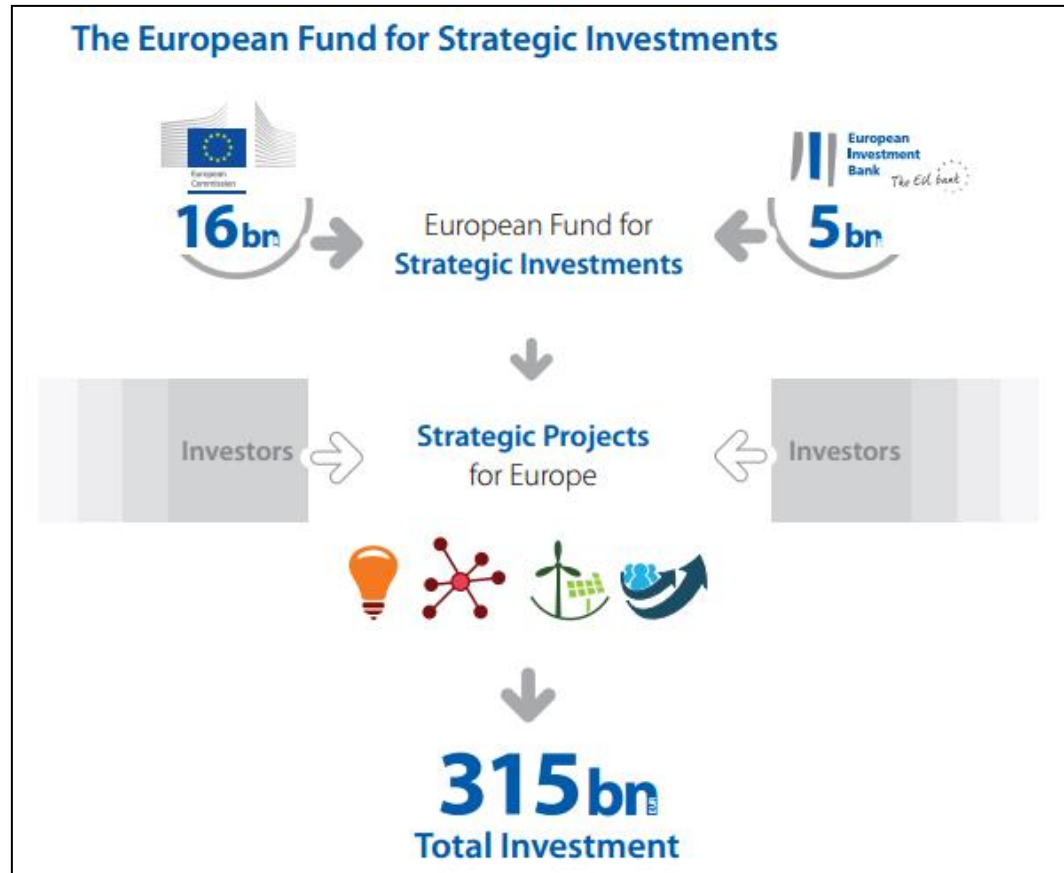 The European Fund for Strategic Investments
European
Commission
16bn
European
Investment
Bank
The EU bank
5bn
European Fund for
Strategic Investments
Investors
Strategic Projects
for Europe
Investors
315bn
EUR
Total Investment